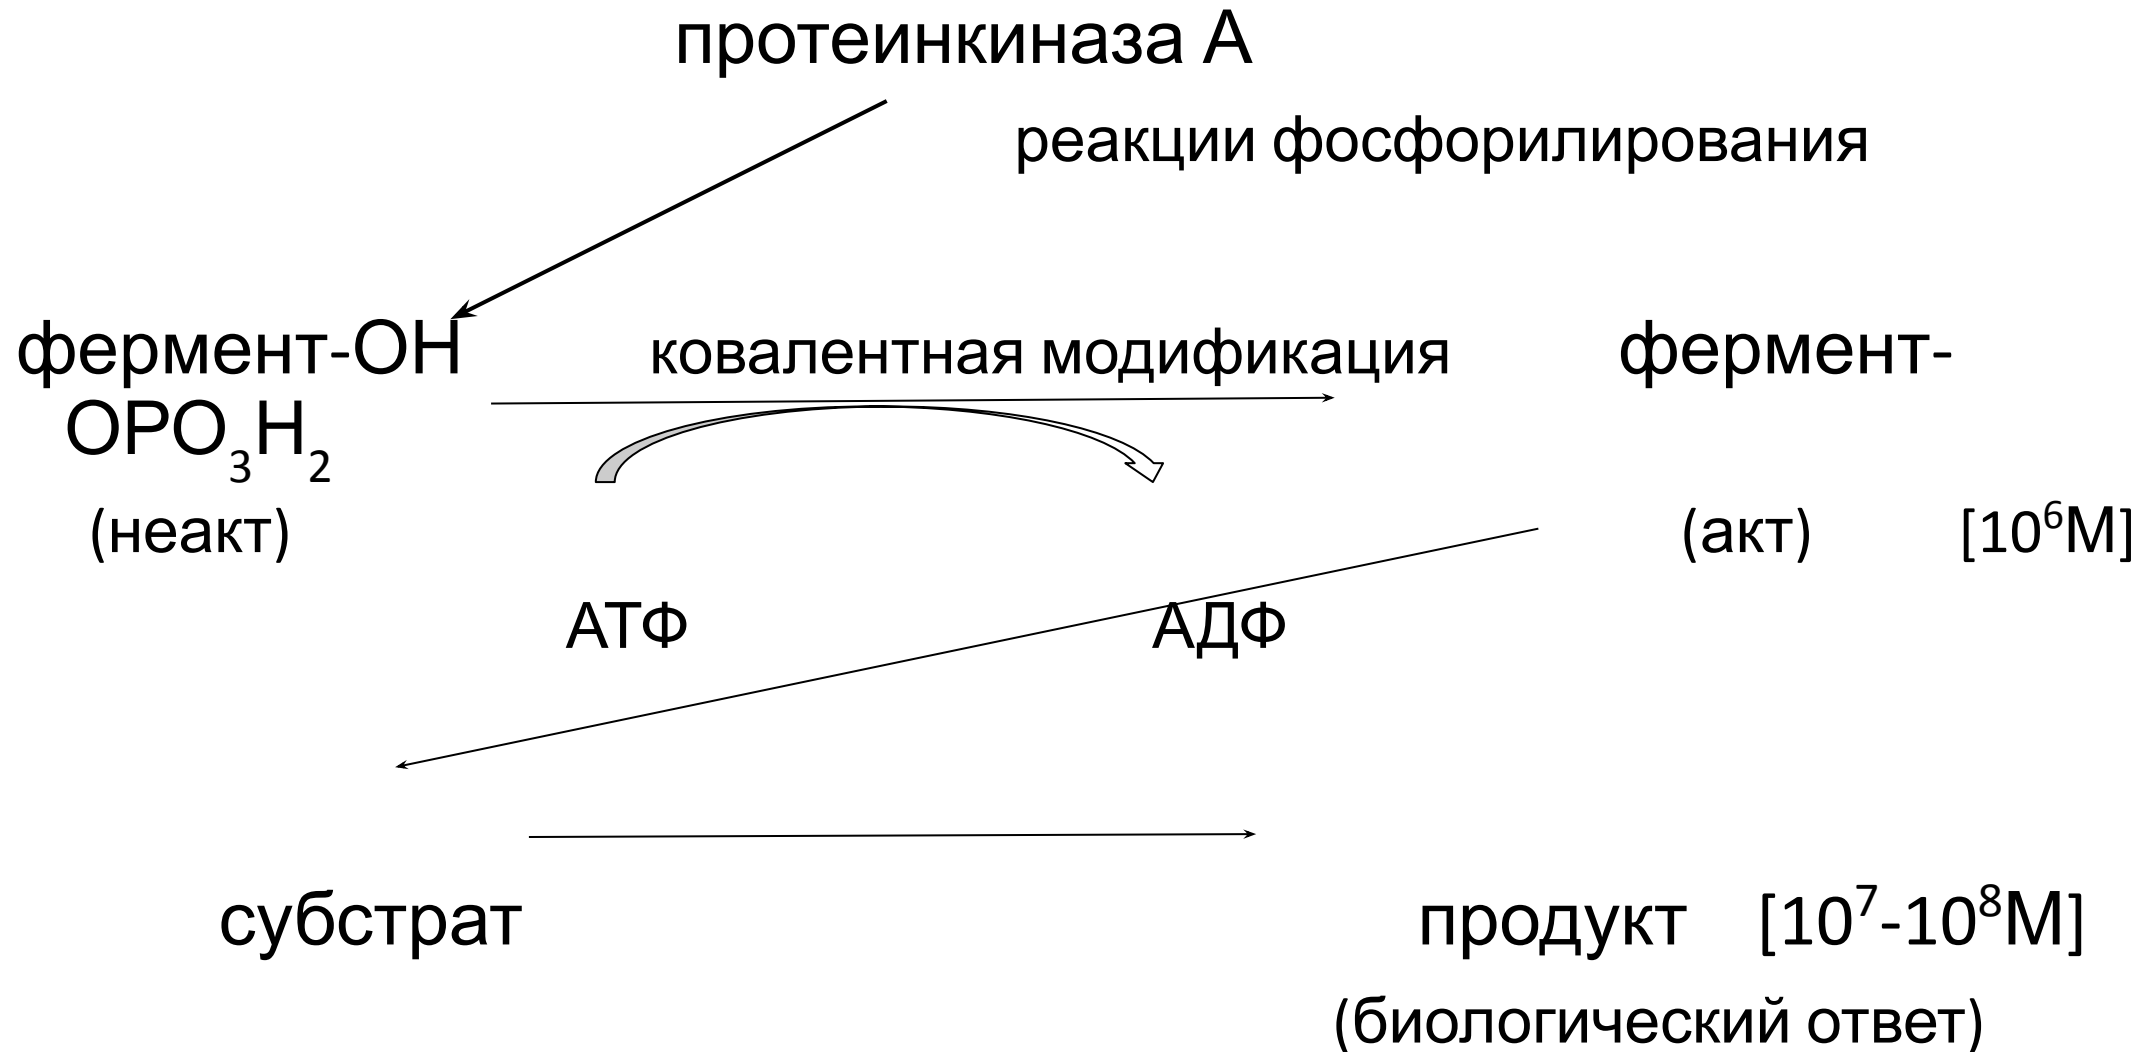 протеинкиназа А
реакции фосфорилирования
фермент-ОН ковалентная модификация фермент-
ОРО₃Н₂
(неакт) (акт) [10⁶М]
АТФ АДФ
субстрат продукт [10⁷-10⁸М]
(биологический ответ)